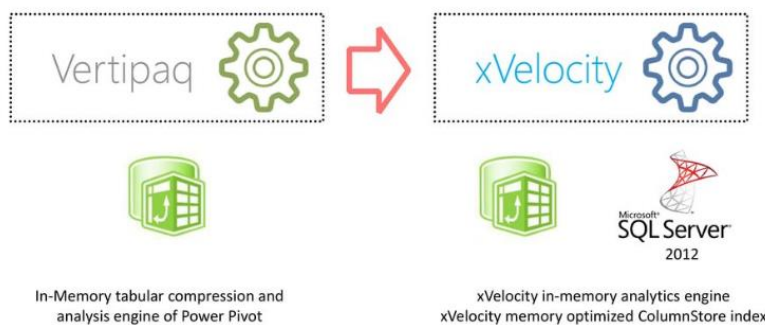 Vertipaq
xVelocity
Microsoft®
SQL Server®
2012
In-Memory tabular compression and
analysis engine of Power Pivot
xVelocity in-memory analytics engine
xVelocity memory optimized ColumnStore index